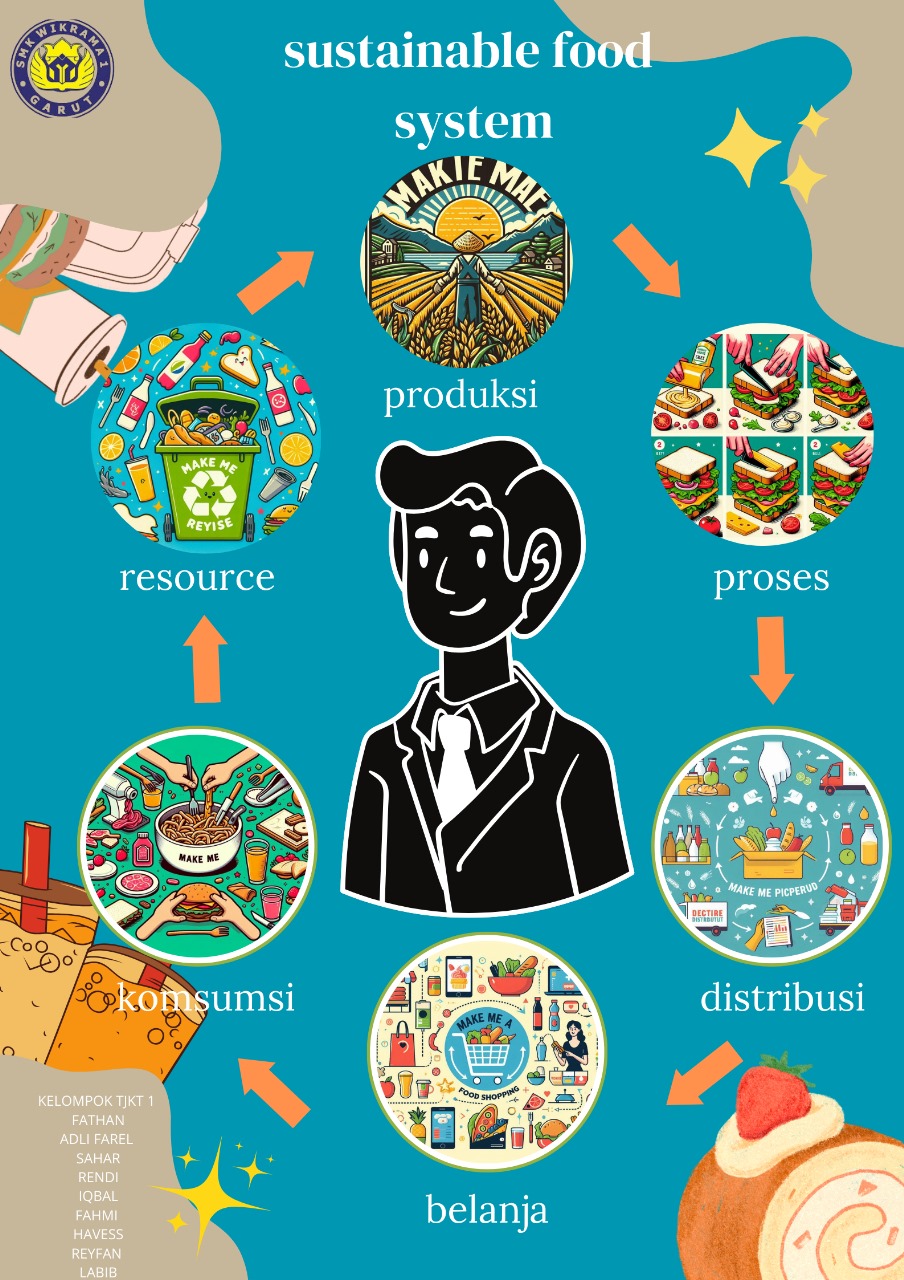 SMK WIKRAMA 1
GARUT
sustainable food
system
MAKIE MAE
produksi
MAKE ME
REYISE
resource
proses
MAKE ME
komsumsi
MAKE ME PICPERUD
DECTIRE
distribusi
MAKE ME A
FOOD SHOPPING
belanja
KELOMPOK TJKT 1
FATHAN
ADLI FAREL
SAHAR
RENDI
IQBAL
FAHMI
HAVESS
REYFAN
LABIB